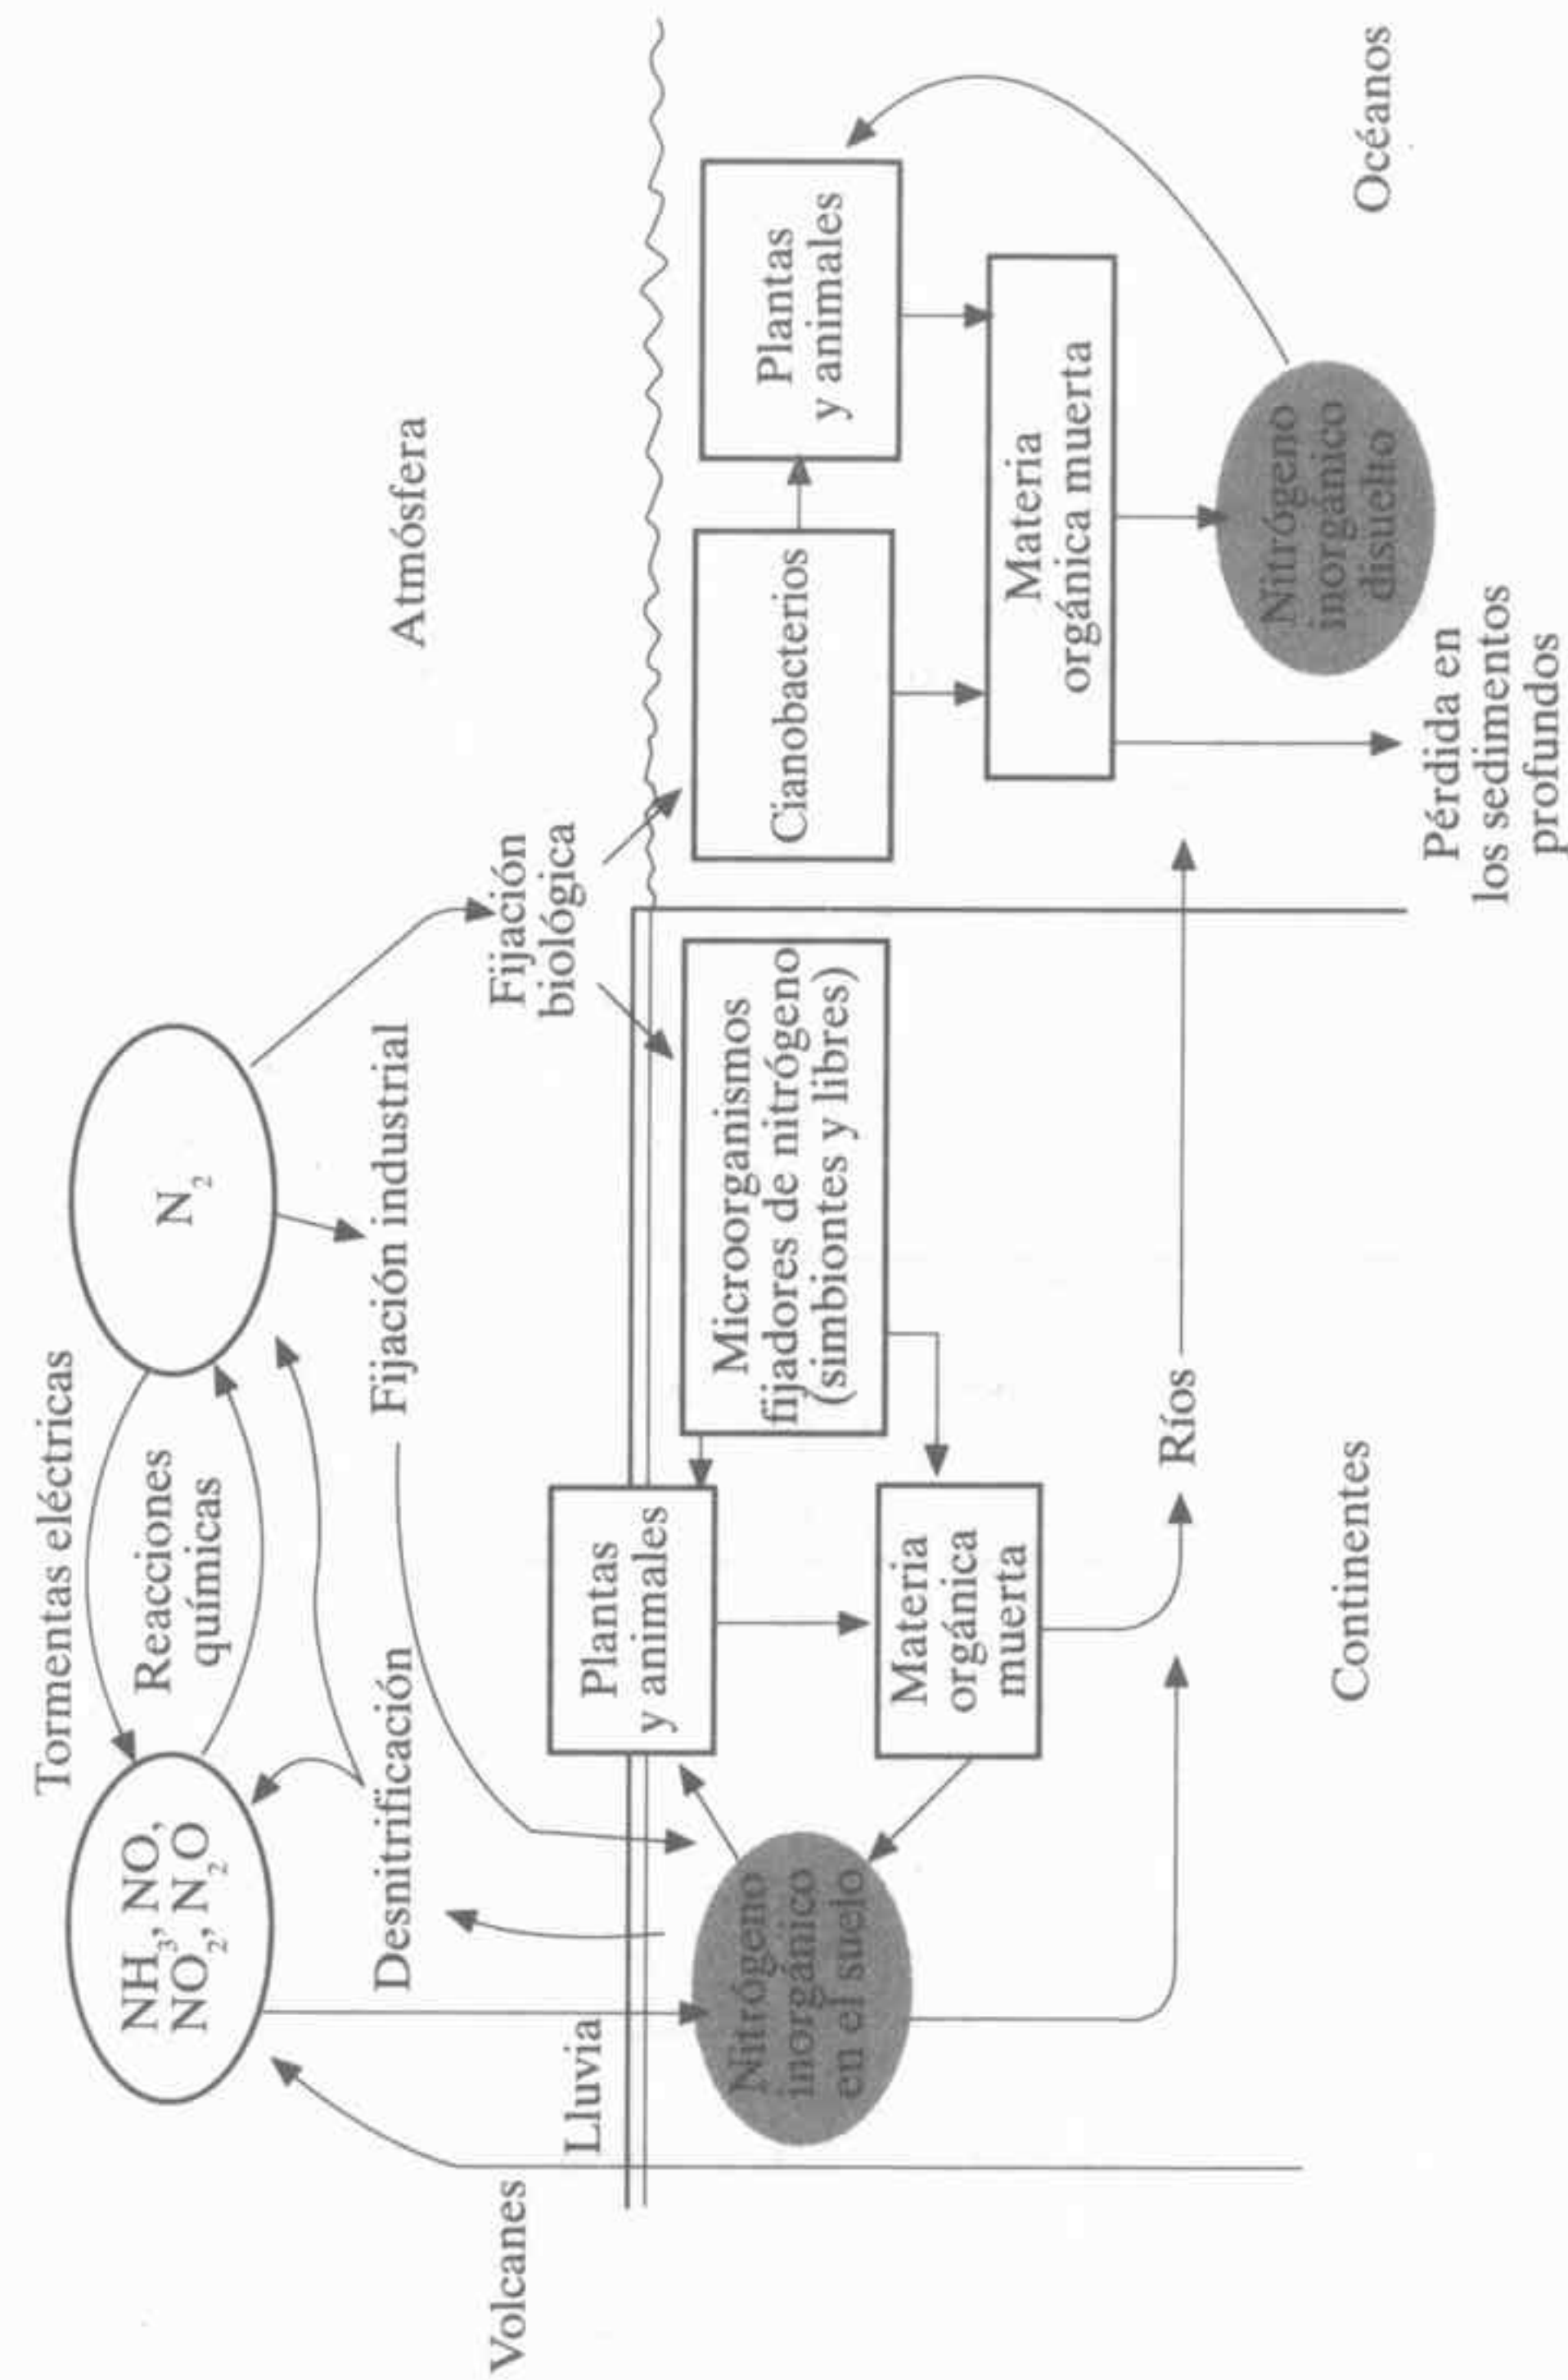 Tormentas eléctricas
NH₃, NO,
NO₂, N₂O
Reacciones
químicas
N₂
Atmósfera
Desnitrificación
Fijación industrial
Fijación
biológica
Volcanes
Lluvia
Plantas
y animales
Microorganismos
fijadores de nitrógeno
(simbiontes y libres)
Cianobacterios
Plantas
y animales
Nitrógeno
inorgánico
en el suelo
Materia
orgánica
muerta
Materia
orgánica muerta
Ríos
Nitrógeno
inorgánico
disuelto
Continentes
Pérdida en
los sedimentos
profundos
Océanos